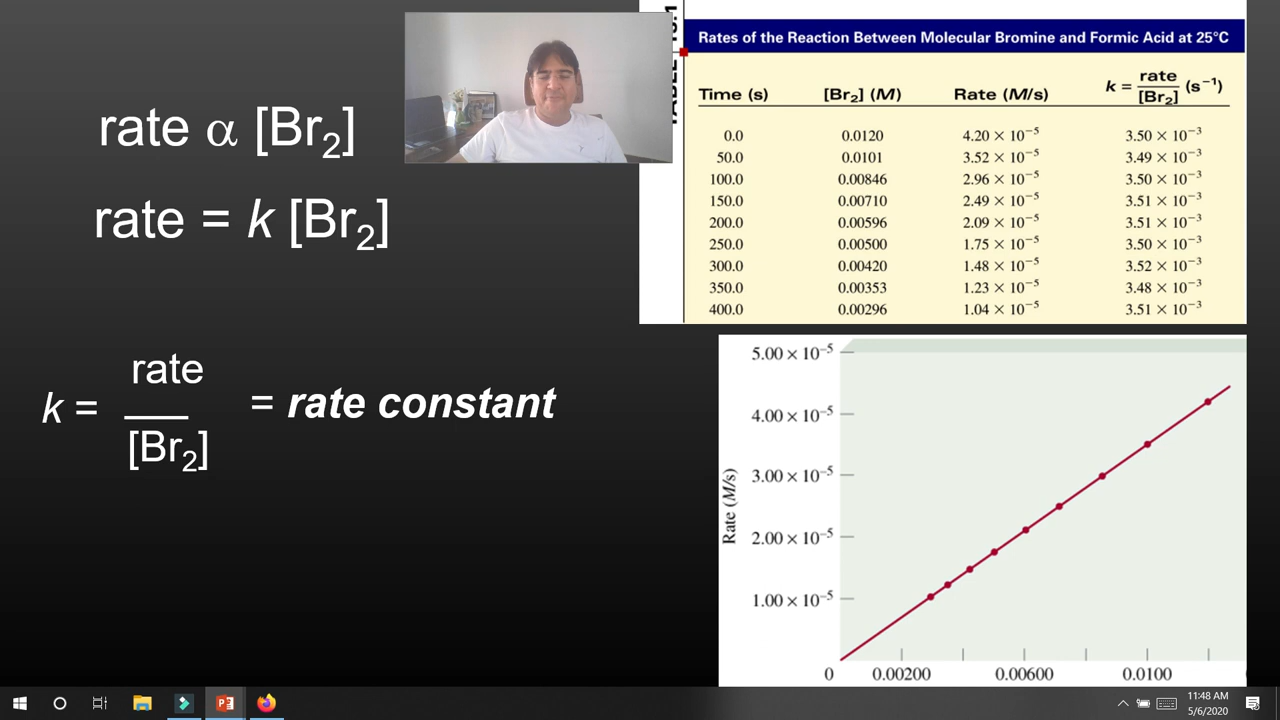 rate α [Br₂]
rate = k [Br₂]
k = rate / [Br₂] = rate constant
Rates of the Reaction Between Molecular Bromine and Formic Acid at 25°C
Time (s) [Br₂] (M) Rate (M/s) k = rate / [Br₂] (s⁻¹)
0.0 0.0120 4.20 × 10⁻⁵ 3.50 × 10⁻³
50.0 0.0101 3.52 × 10⁻⁵ 3.49 × 10⁻³
100.0 0.00846 2.96 × 10⁻⁵ 3.50 × 10⁻³
150.0 0.00710 2.49 × 10⁻⁵ 3.51 × 10⁻³
200.0 0.00596 2.09 × 10⁻⁵ 3.51 × 10⁻³
250.0 0.00500 1.75 × 10⁻⁵ 3.50 × 10⁻³
300.0 0.00420 1.48 × 10⁻⁵ 3.52 × 10⁻³
350.0 0.00353 1.23 × 10⁻⁵ 3.48 × 10⁻³
400.0 0.00296 1.04 × 10⁻⁵ 3.51 × 10⁻³
5.00 × 10⁻⁵
4.00 × 10⁻⁵
3.00 × 10⁻⁵
2.00 × 10⁻⁵
1.00 × 10⁻⁵
Rate (M/s)
0 0.00200 0.00600 0.0100
11:48 AM
5/6/2020